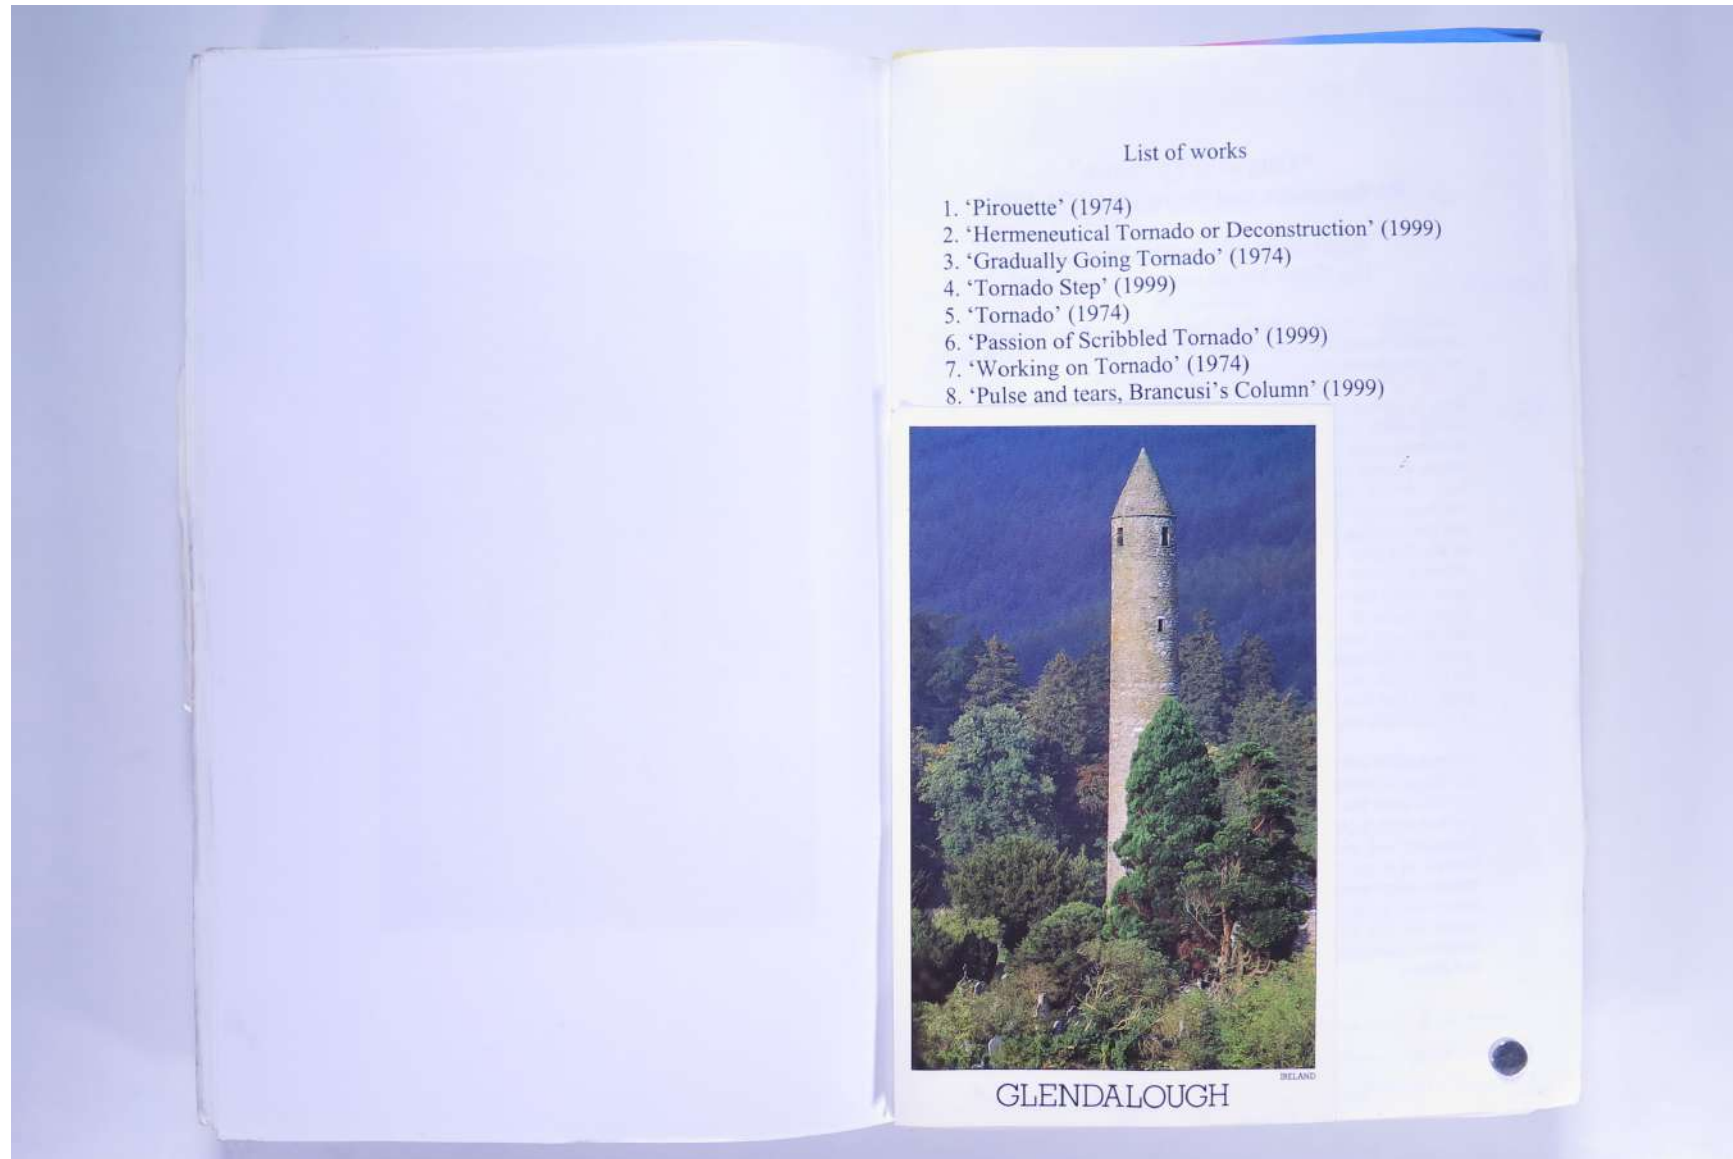 List of works
1. ‘Pirouette’ (1974)
2. ‘Hermeneutical Tornado or Deconstruction’ (1999)
3. ‘Gradually Going Tornado’ (1974)
4. ‘Tornado Step’ (1999)
5. ‘Tornado’ (1974)
6. ‘Passion of Scribbled Tornado’ (1999)
7. ‘Working on Tornado’ (1974)
8. ‘Pulse and tears, Brancusi’s Column’ (1999)
IRELAND
GLENDALOUGH